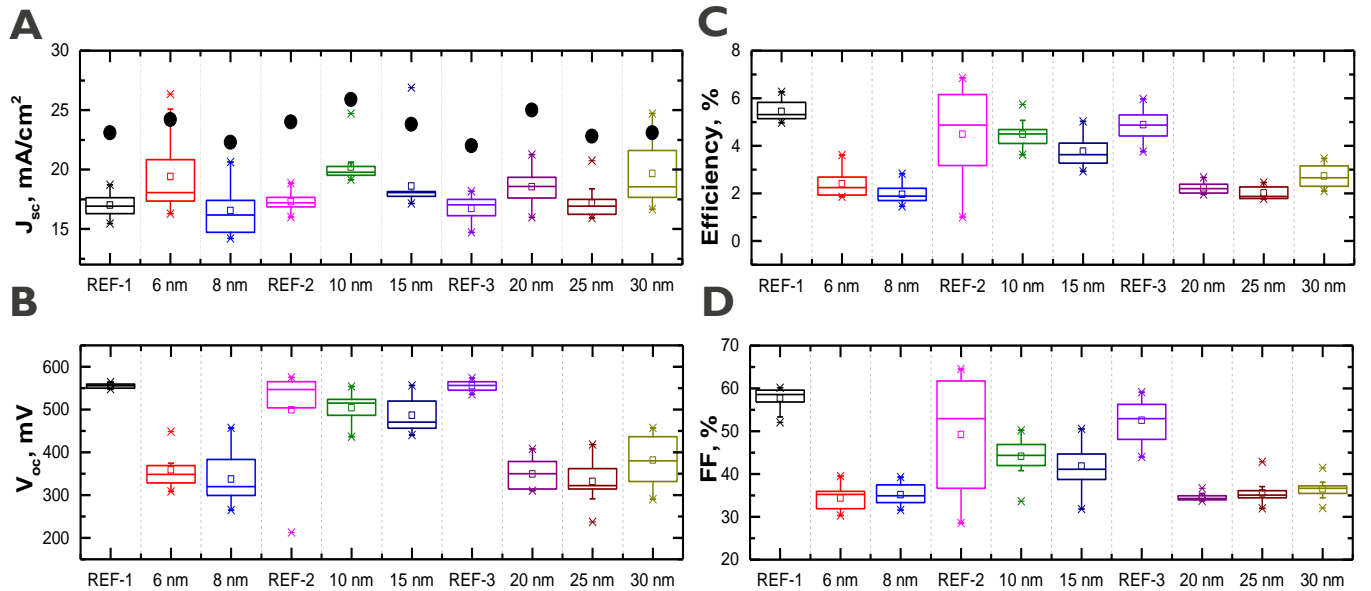 A
30
25
20
15
J_sc, mA/cm²
REF-1 6 nm 8 nm REF-2 10 nm 15 nm REF-3 20 nm 25 nm 30 nm
C
8
6
4
2
0
Efficiency, %
REF-1 6 nm 8 nm REF-2 10 nm 15 nm REF-3 20 nm 25 nm 30 nm
B
600
500
400
300
200
V_oc, mV
REF-1 6 nm 8 nm REF-2 10 nm 15 nm REF-3 20 nm 25 nm 30 nm
D
70
60
50
40
30
20
FF, %
REF-1 6 nm 8 nm REF-2 10 nm 15 nm REF-3 20 nm 25 nm 30 nm